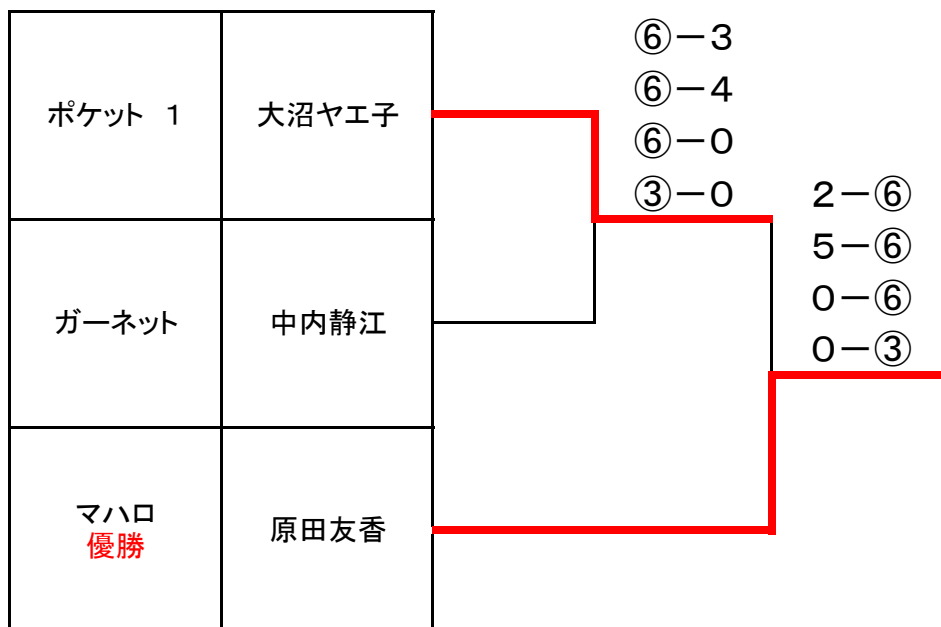 ポケット　1
大沼ヤエ子
⑥－3
⑥－4
⑥－0
③－0
2－⑥
5－⑥
0－⑥
0－③
ガーネット
中内静江
マハロ
優勝
原田友香